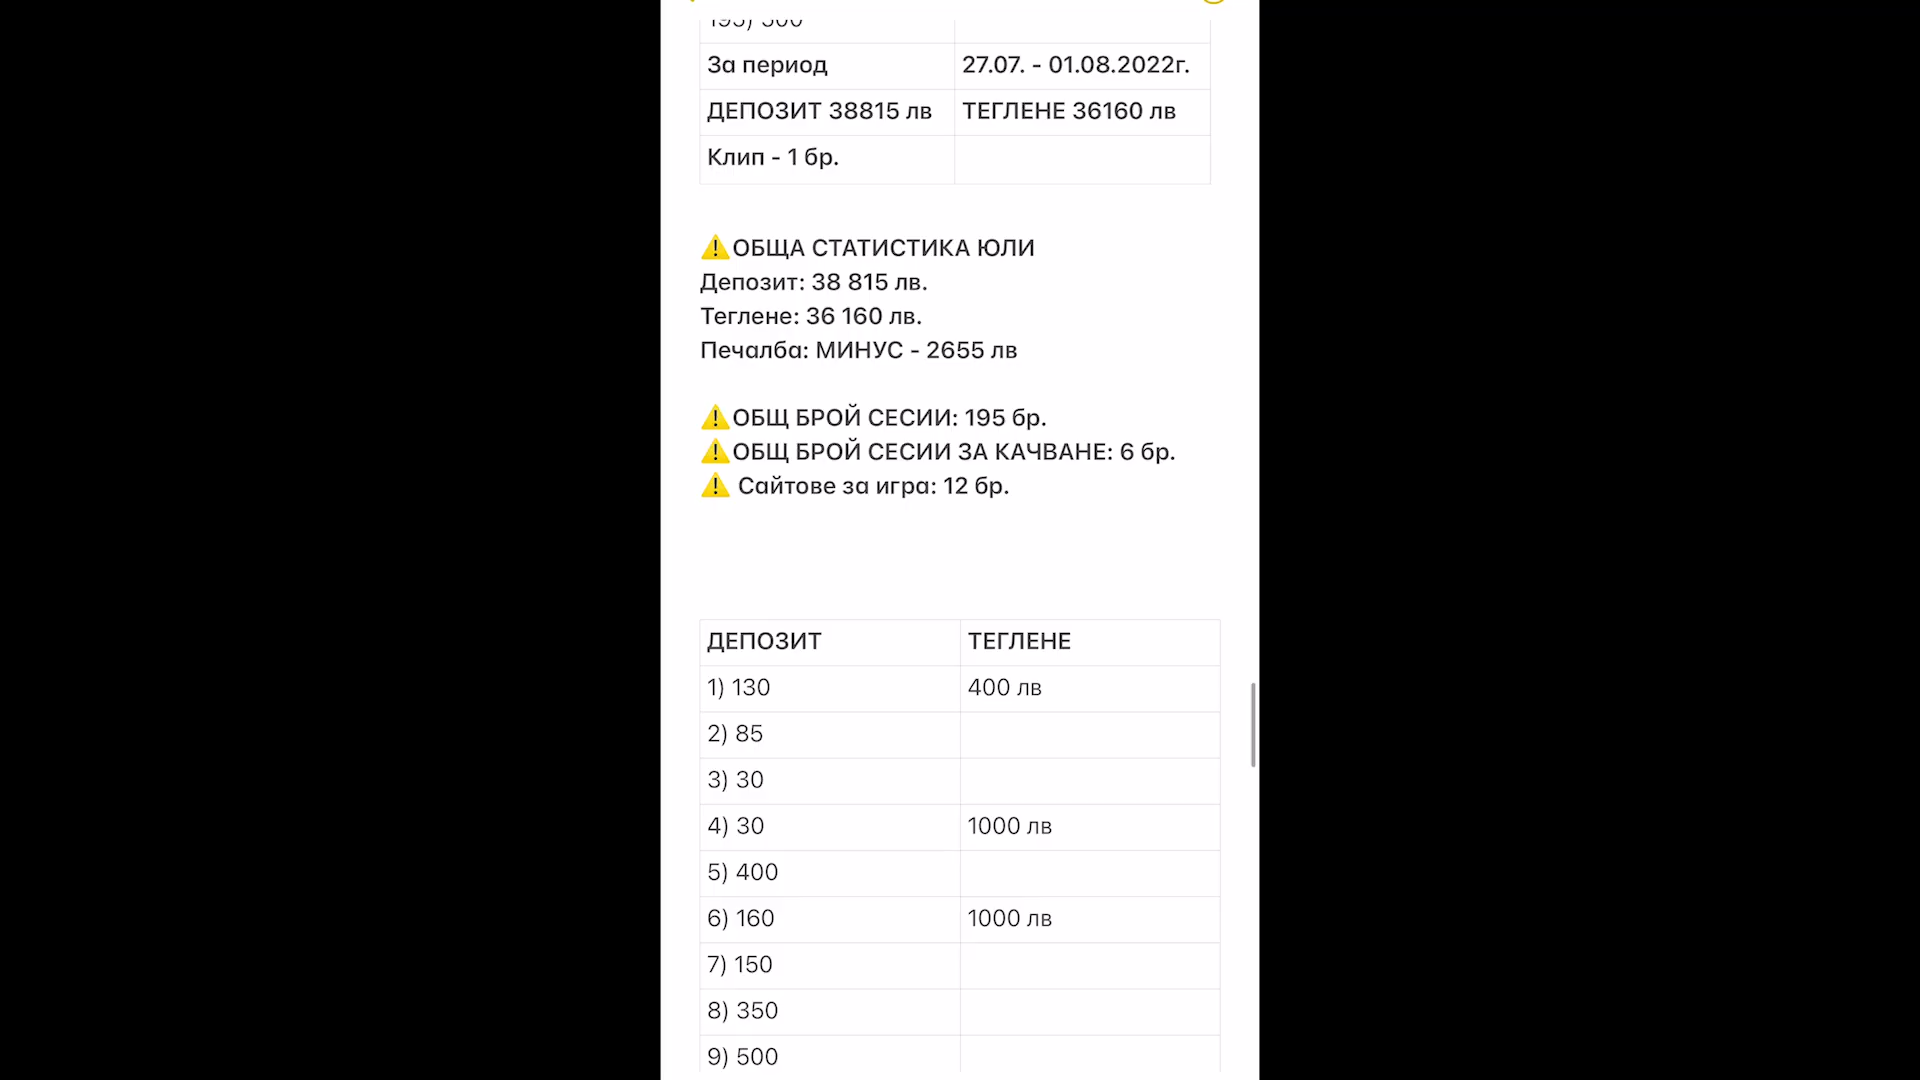 195) 500
За период 27.07. - 01.08.2022г.
ДЕПОЗИТ 38815 лв ТЕГЛЕНЕ 36160 лв
Клип - 1 бр.
⚠️ОБЩА СТАТИСТИКА ЮЛИ
Депозит: 38 815 лв.
Теглене: 36 160 лв.
Печалба: МИНУС - 2655 лв
⚠️ОБЩ БРОЙ СЕСИИ: 195 бр.
⚠️ОБЩ БРОЙ СЕСИИ ЗА КАЧВАНЕ: 6 бр.
⚠️ Сайтове за игра: 12 бр.
ДЕПОЗИТ ТЕГЛЕНЕ
1) 130 400 лв
2) 85
3) 30
4) 30 1000 лв
5) 400
6) 160 1000 лв
7) 150
8) 350
9) 500